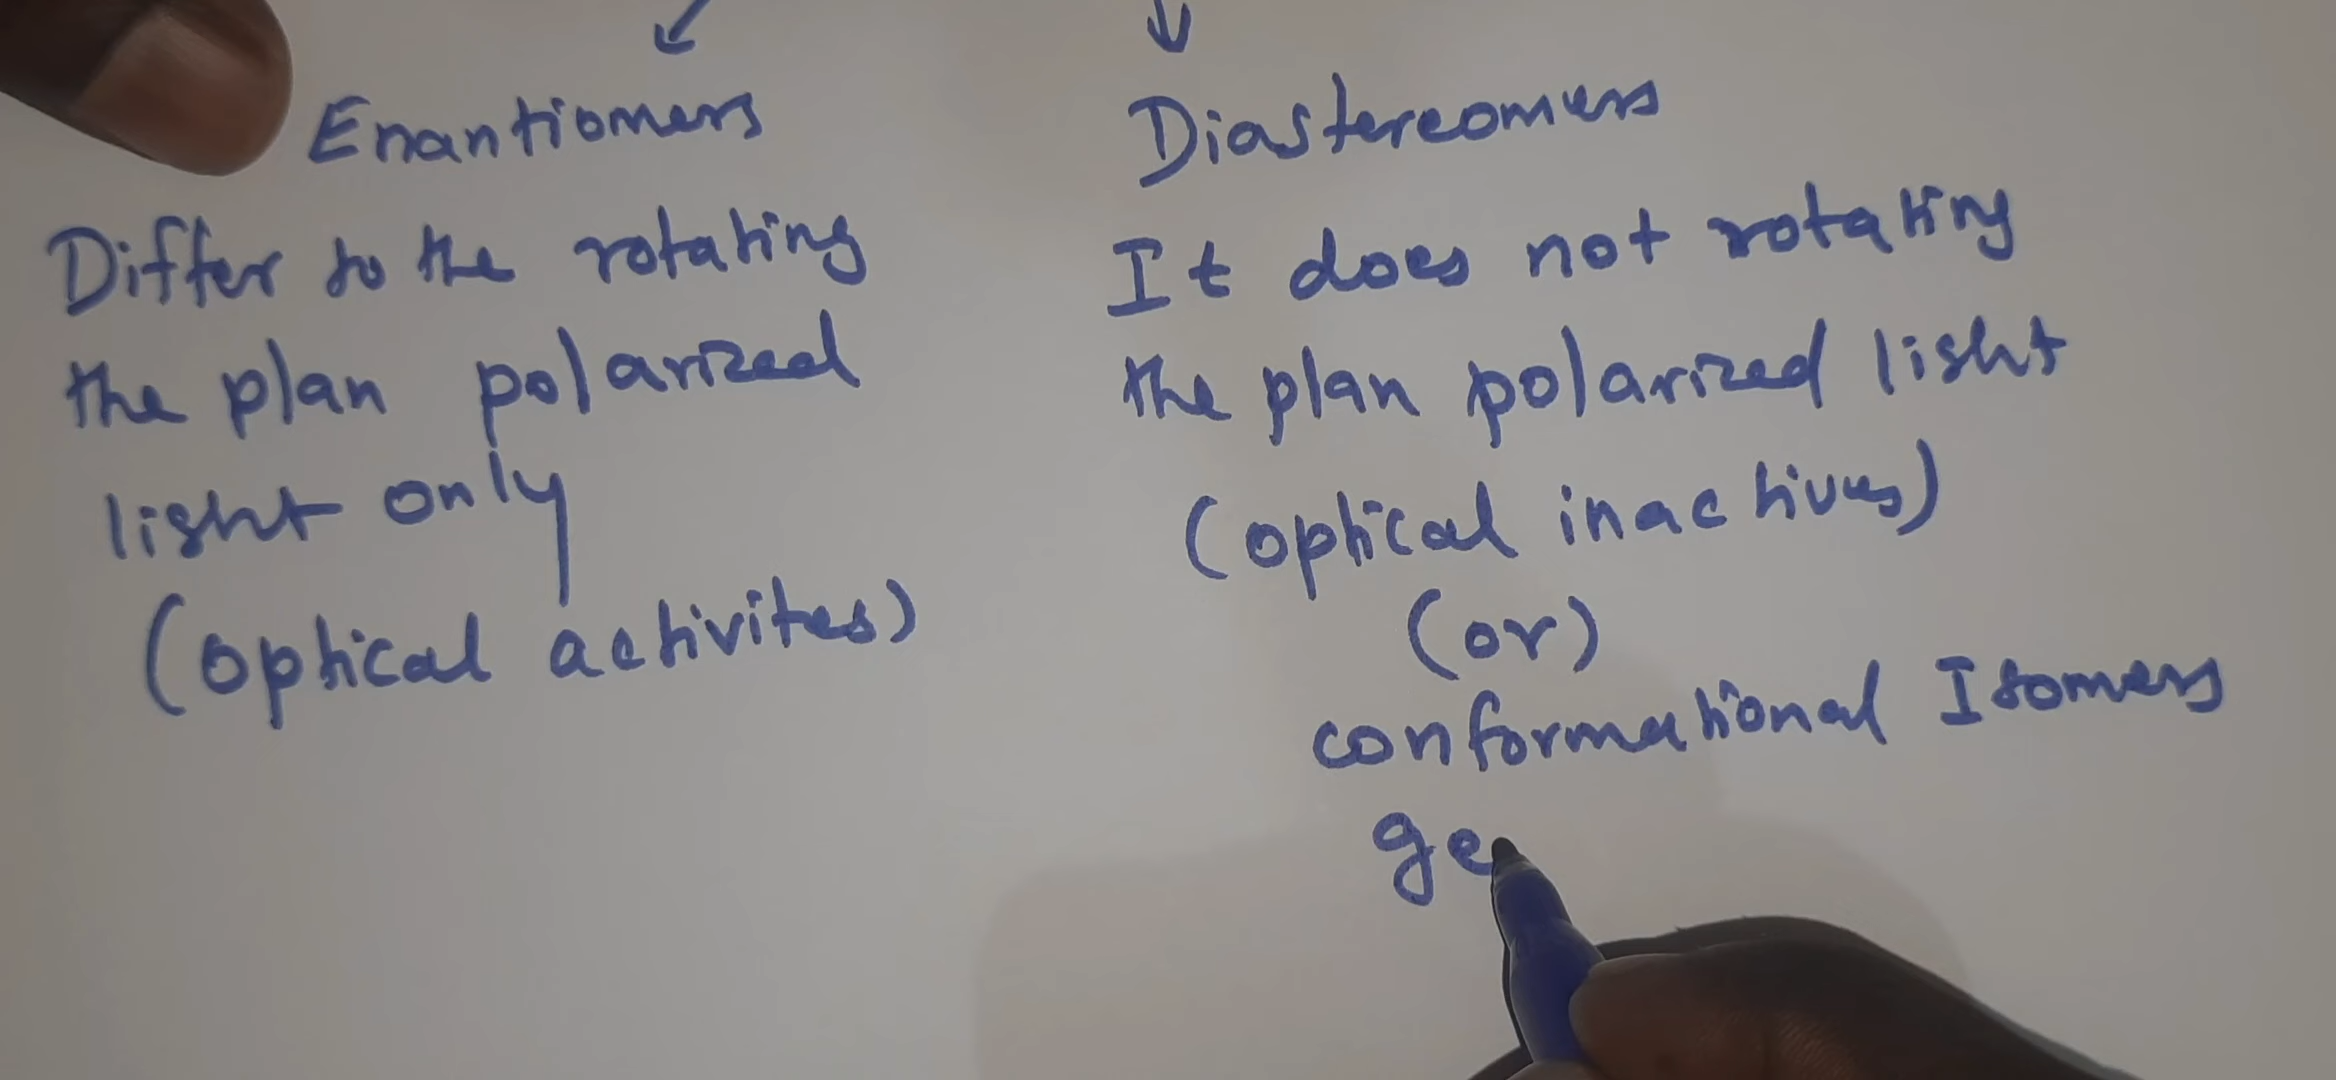 Enantiomers
Differ to the rotating
the plan polarized
light only
(optical activites)
Diastereomers
It does not rotating
the plan polarized light
(optical inactives)
(or)
conformational Isomers
ge